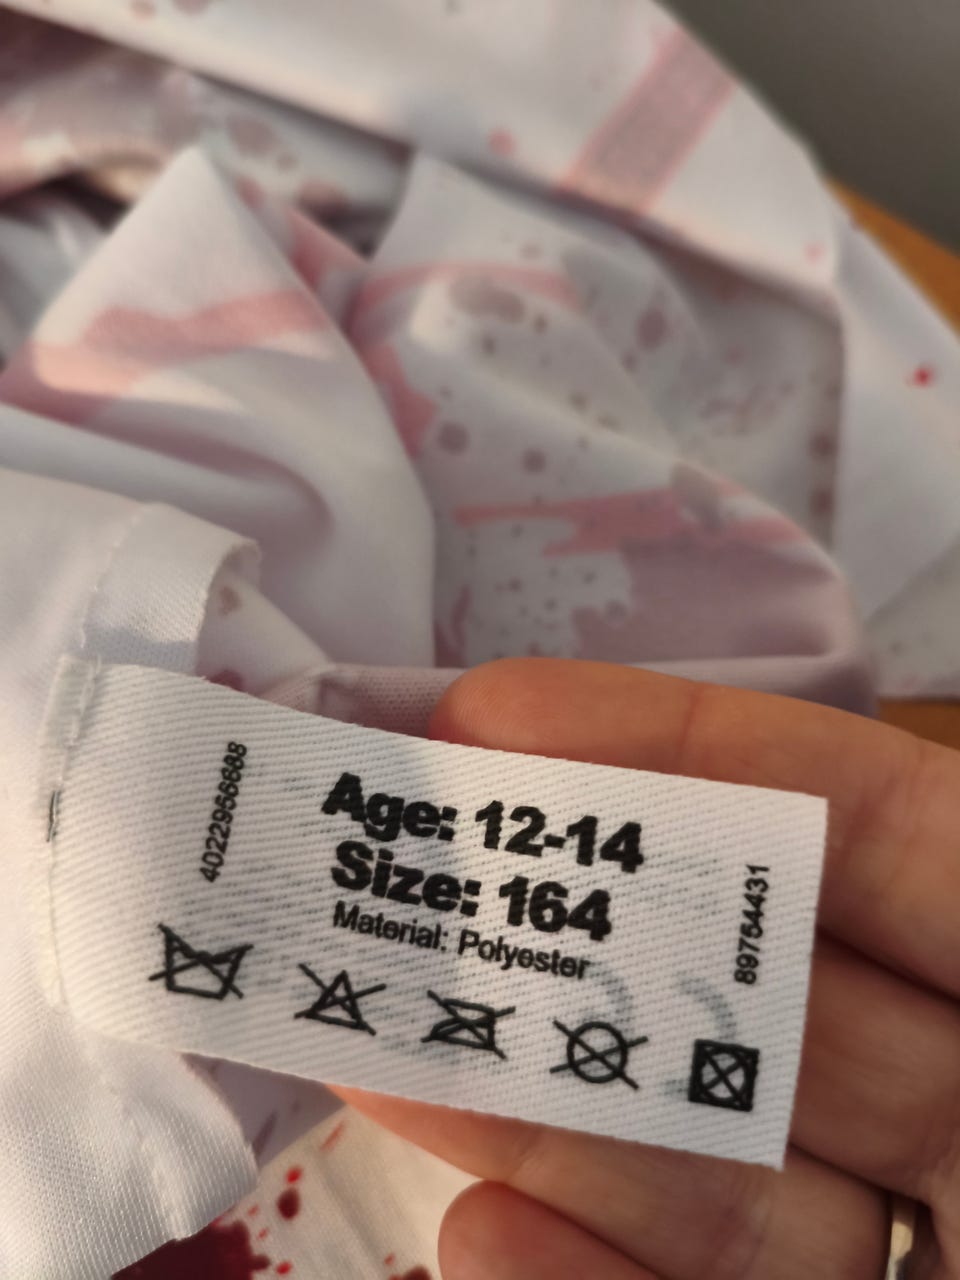 4022956688
Age: 12-14
Size: 164
Material: Polyester
89754431